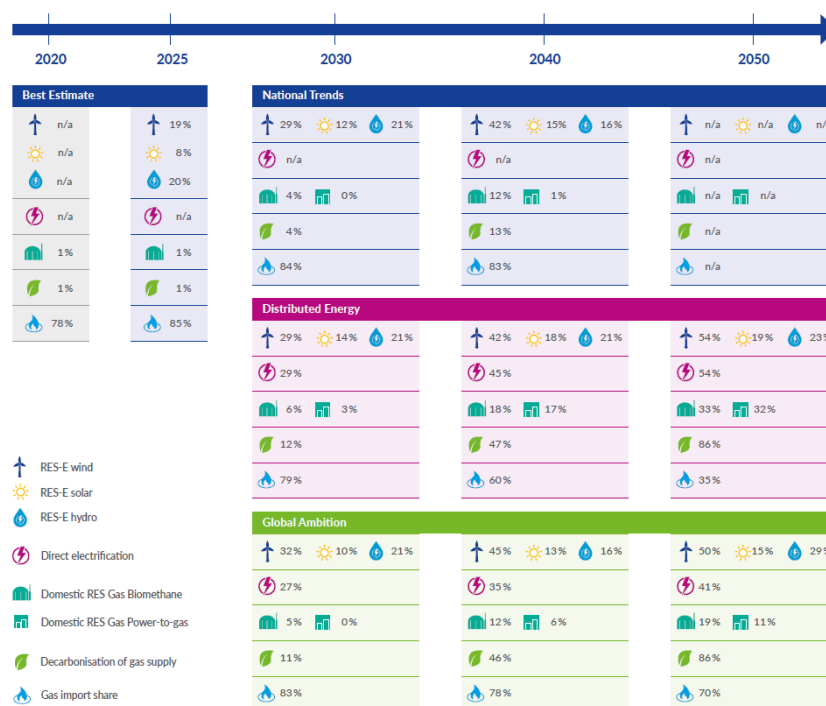 2020 2025 2030 2040 2050
Best Estimate
n/a 19%
n/a 8%
n/a 20%
n/a n/a
1% 1%
1% 1%
78% 85%
National Trends
29% 12% 21% 42% 15% 16% n/a n/a
n/a n/a n/a
4% 0% 12% 1% n/a n/a
4% 13% n/a
84% 83% n/a
Distributed Energy
29% 14% 21% 42% 18% 21% 54% 19% 23%
29% 45% 54%
6% 3% 18% 17% 33% 32%
12% 47% 86%
79% 60% 35%
RES-E wind
RES-E solar
RES-E hydro
Direct electrification
Domestic RES Gas Biomethane
Domestic RES Gas Power-to-gas
Decarbonisation of gas supply
Gas import share
Global Ambition
32% 10% 21% 45% 13% 16% 50% 15% 29%
27% 35% 41%
5% 0% 12% 6% 19% 11%
11% 46% 86%
83% 78% 70%